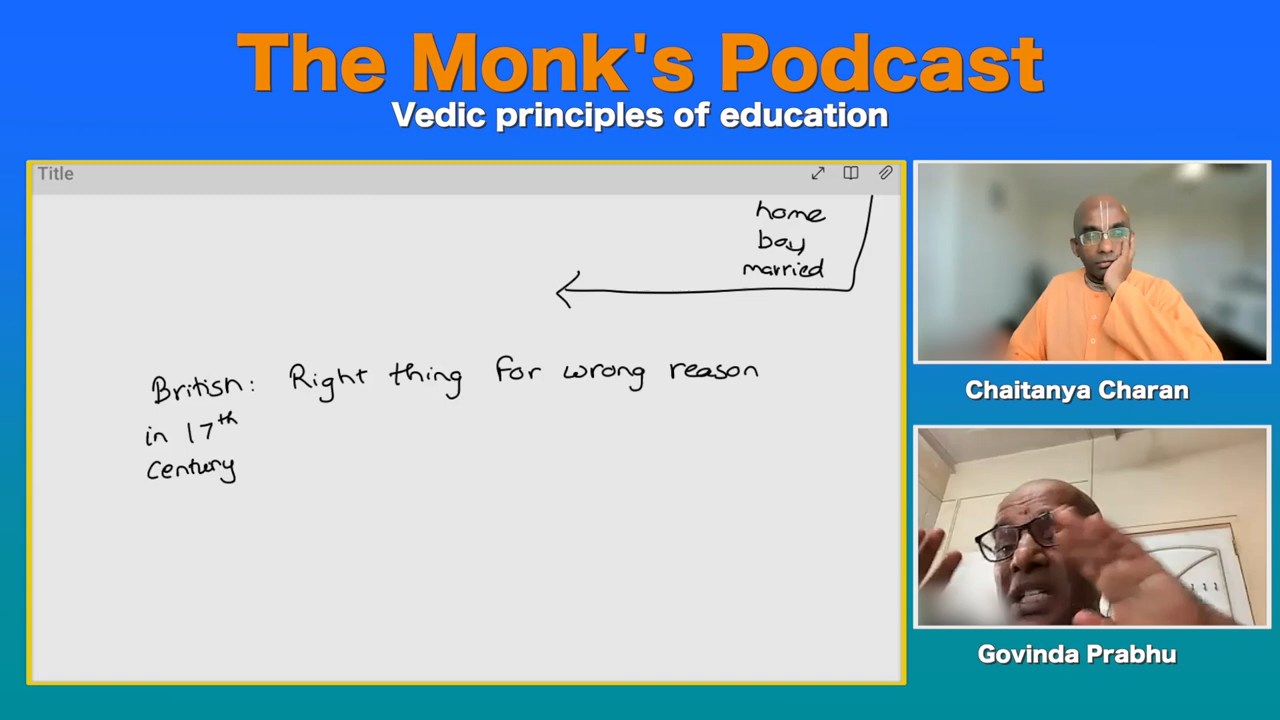 The Monk's Podcast
Vedic principles of education
Title
home
boy
married
British: Right thing for wrong reason
in 17th
century
Chaitanya Charan
Govinda Prabhu